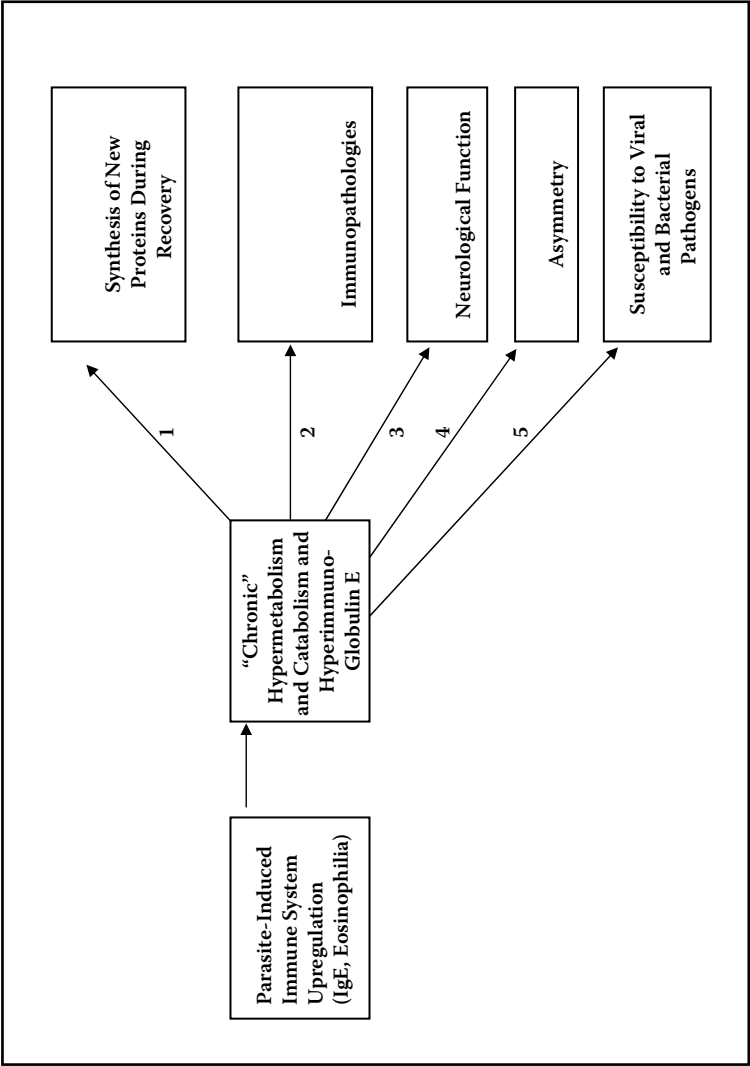 Parasite-Induced
Immune System
Upregulation
(IgE, Eosinophilia)
“Chronic”
Hypermetabolism
and Catabolism and
Hyperimmuno-
Globulin E
1
2
3
4
5
Synthesis of New
Proteins During
Recovery
Immunopathologies
Neurological Function
Asymmetry
Susceptibility to Viral
and Bacterial
Pathogens